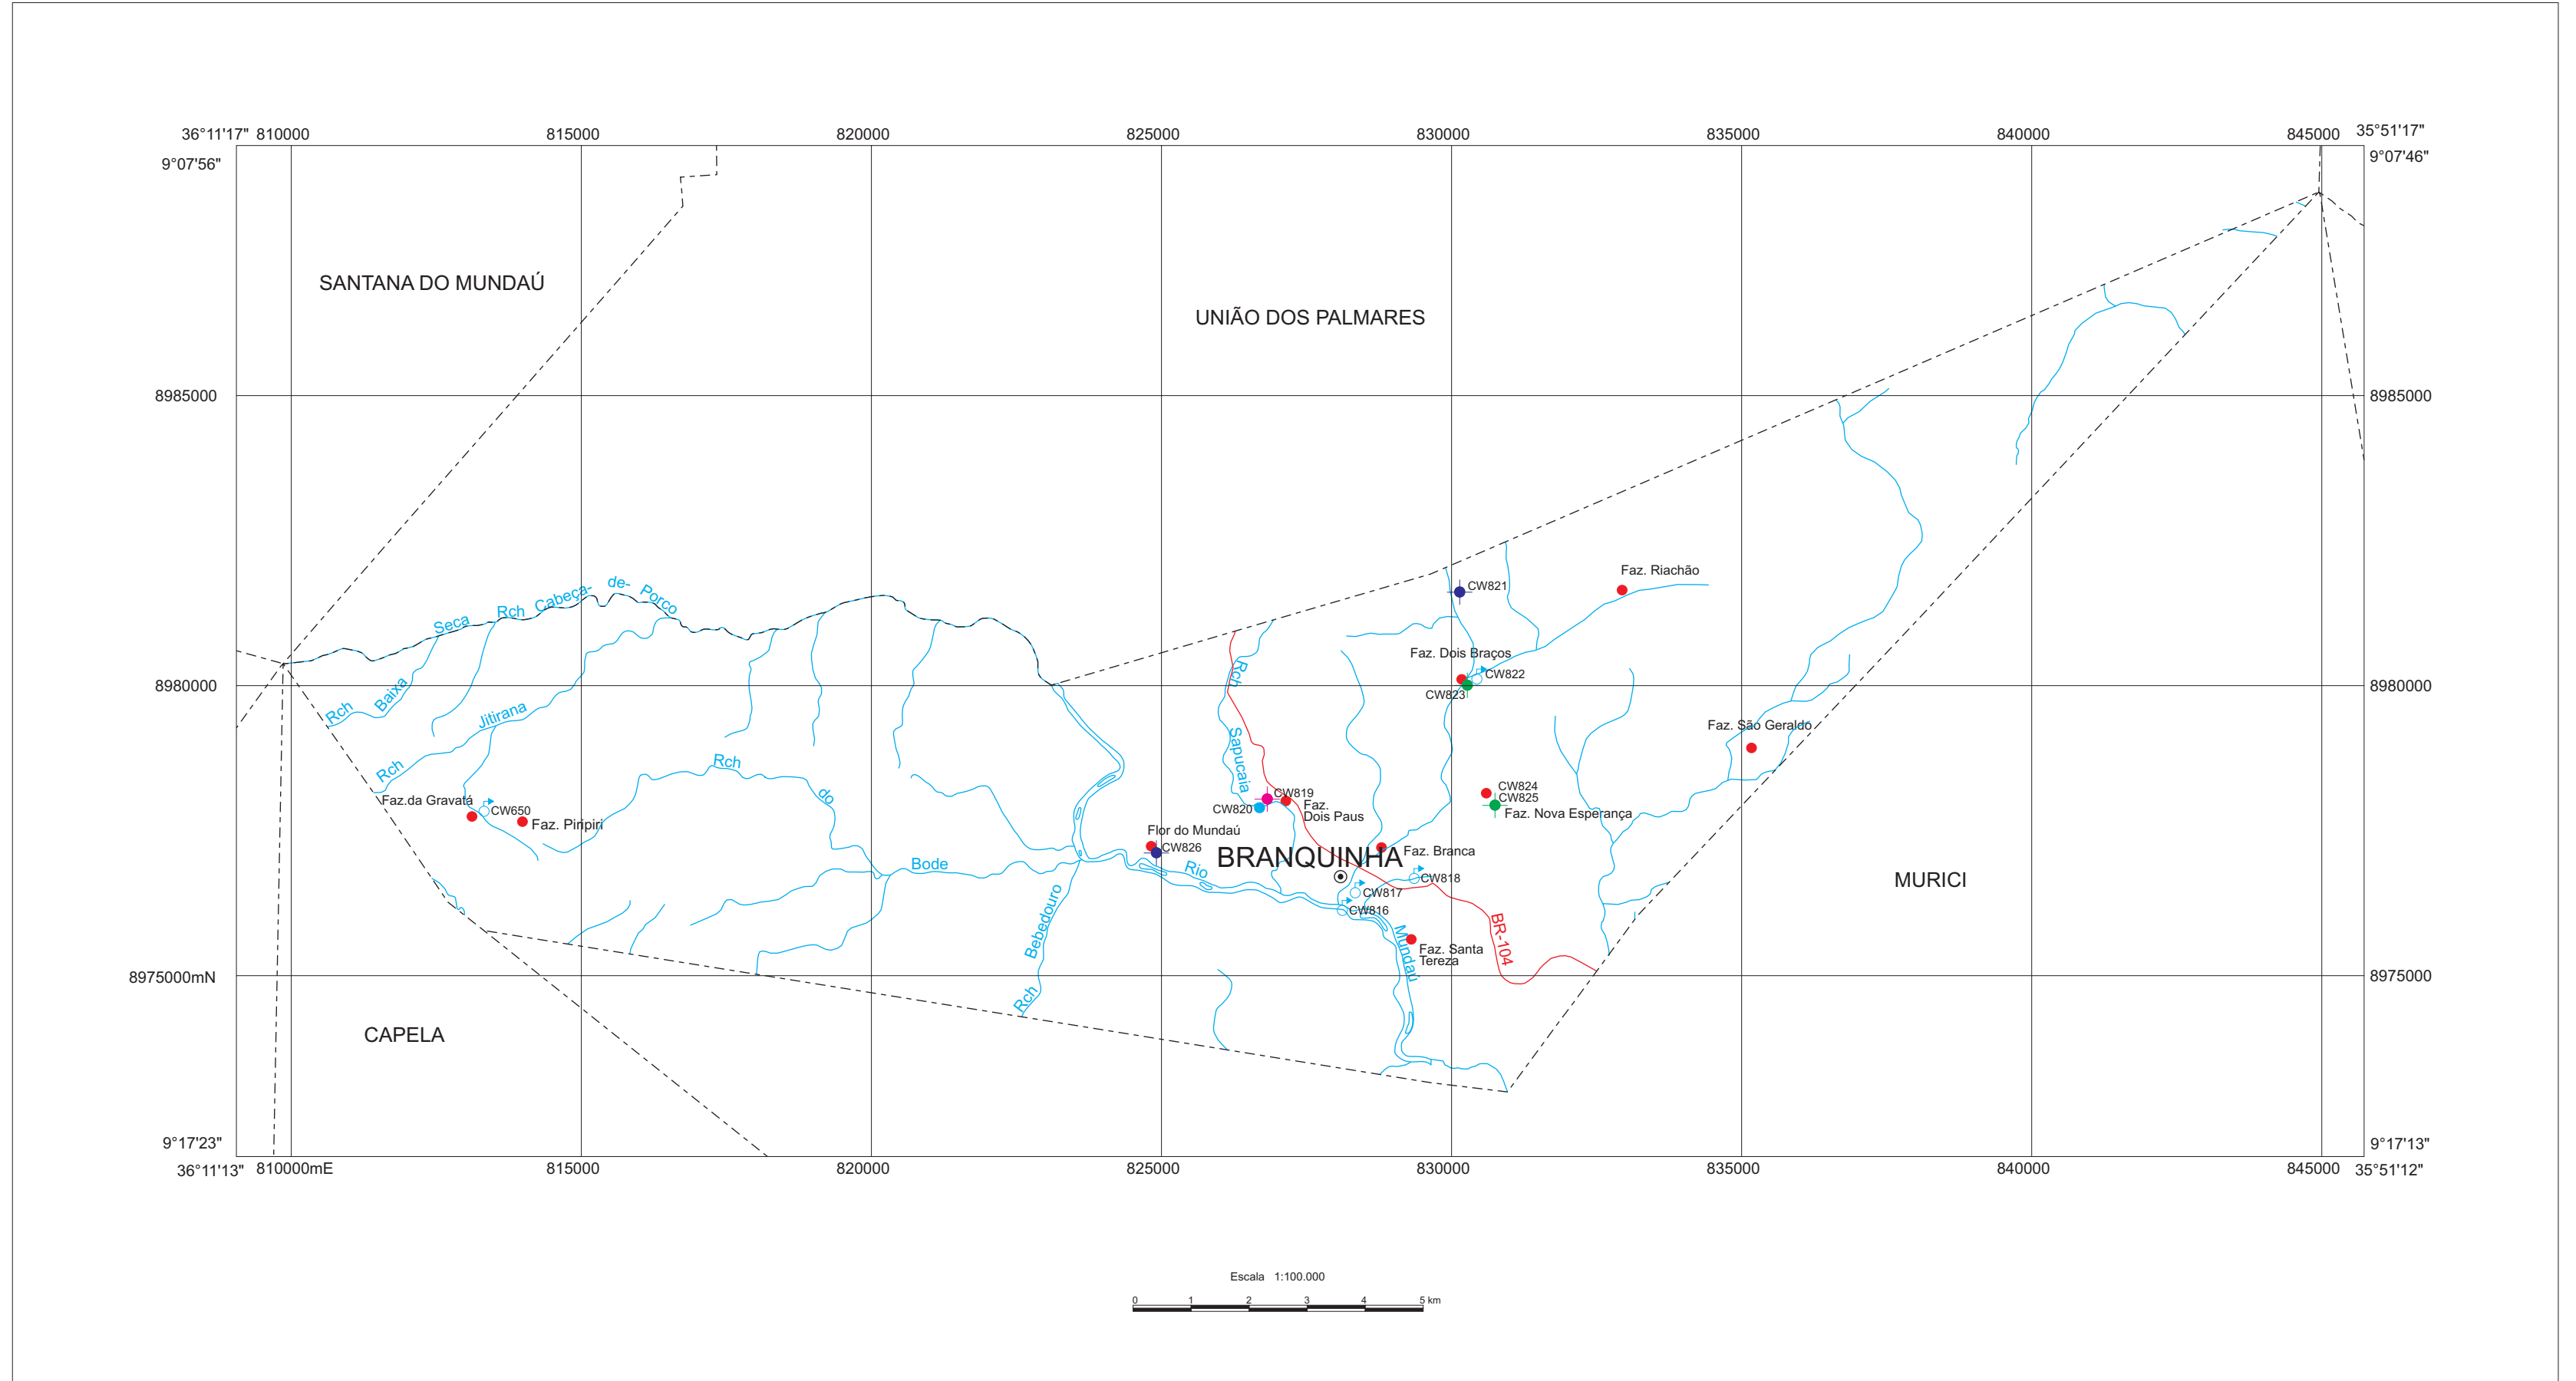 36°11'17" 810000 815000 820000 825000 830000 835000 840000 845000 35°51'17"
9°07'56" 9°07'46"
SANTANA DO MUNDAÚ
UNIÃO DOS PALMARES
8985000 8985000
Faz. Riachão
CW821
Rch Baixa Seca
Rch Cabeça-de-Porco
Faz. Dois Braços
CW822
8980000 8980000
CW823
Rch Jitirana
Rch Sapucaia
Faz. São Geraldo
Rch do Bode
Faz.da Gravatá
CW650
Faz. Piripiri
CW819
CW820
Faz.
Dois Paus
CW824
CW825
Faz. Nova Esperança
Flor do Mundaú
CW826
BRANQUINHA
Faz. Branca
Rio Mundaú
CW818
CW817
CW816
MURICI
Rch Bebedouro
BR-104
Faz. Santa
Tereza
8975000mN 8975000
CAPELA
9°17'23" 9°17'13"
36°11'13" 810000mE 815000 820000 825000 830000 835000 840000 845000 35°51'12"
Escala 1:100.000
0 1 2 3 4 5 km